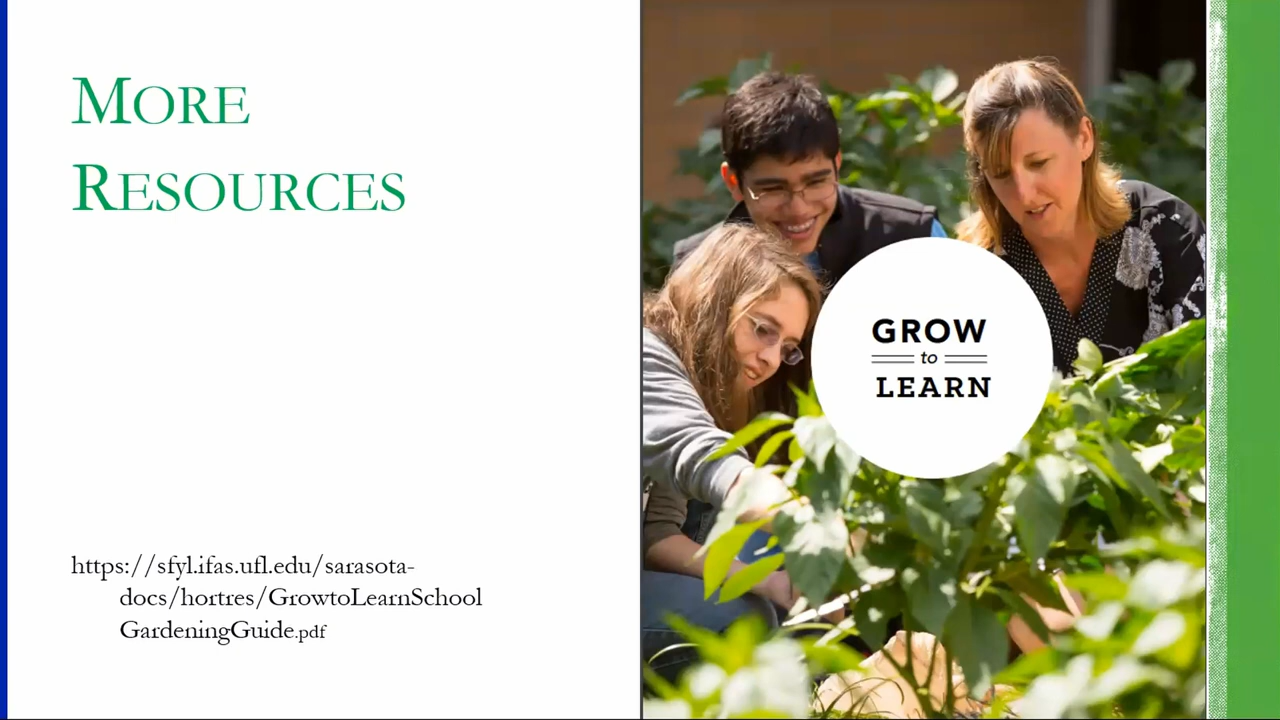 MORE
RESOURCES
GROW
to
LEARN
https://sfyl.ifas.ufl.edu/sarasota-
docs/hortres/GrowtoLearnSchool
GardeningGuide.pdf